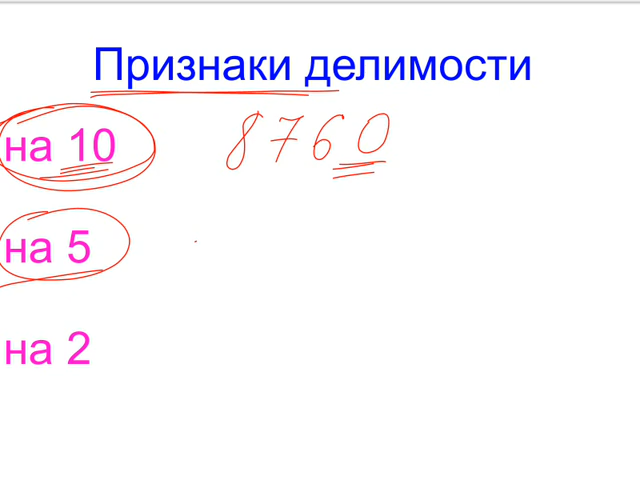 Признаки делимости
на 10 8760
на 5
на 2